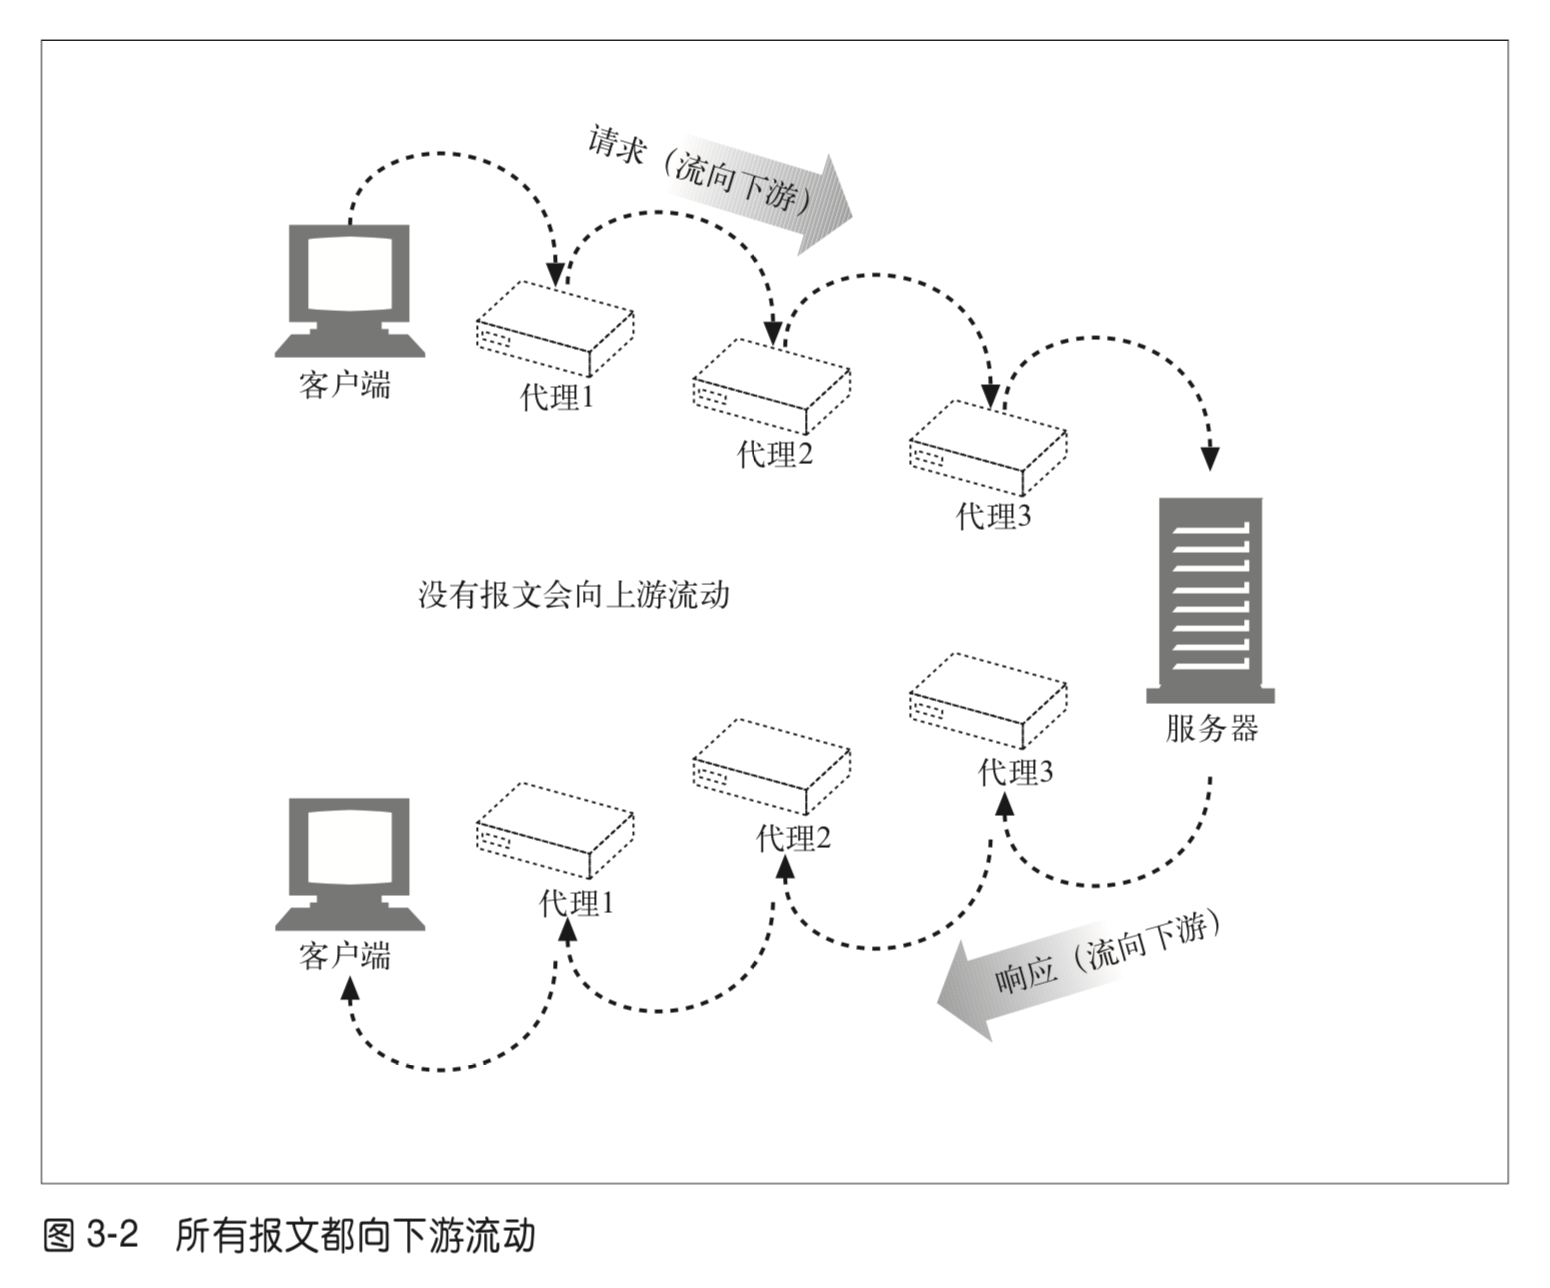 请求（流向下游）
客户端
代理1
代理2
代理3
没有报文会向上游流动
服务器
代理3
代理2
代理1
客户端
响应（流向下游）
图 3-2 所有报文都向下游流动